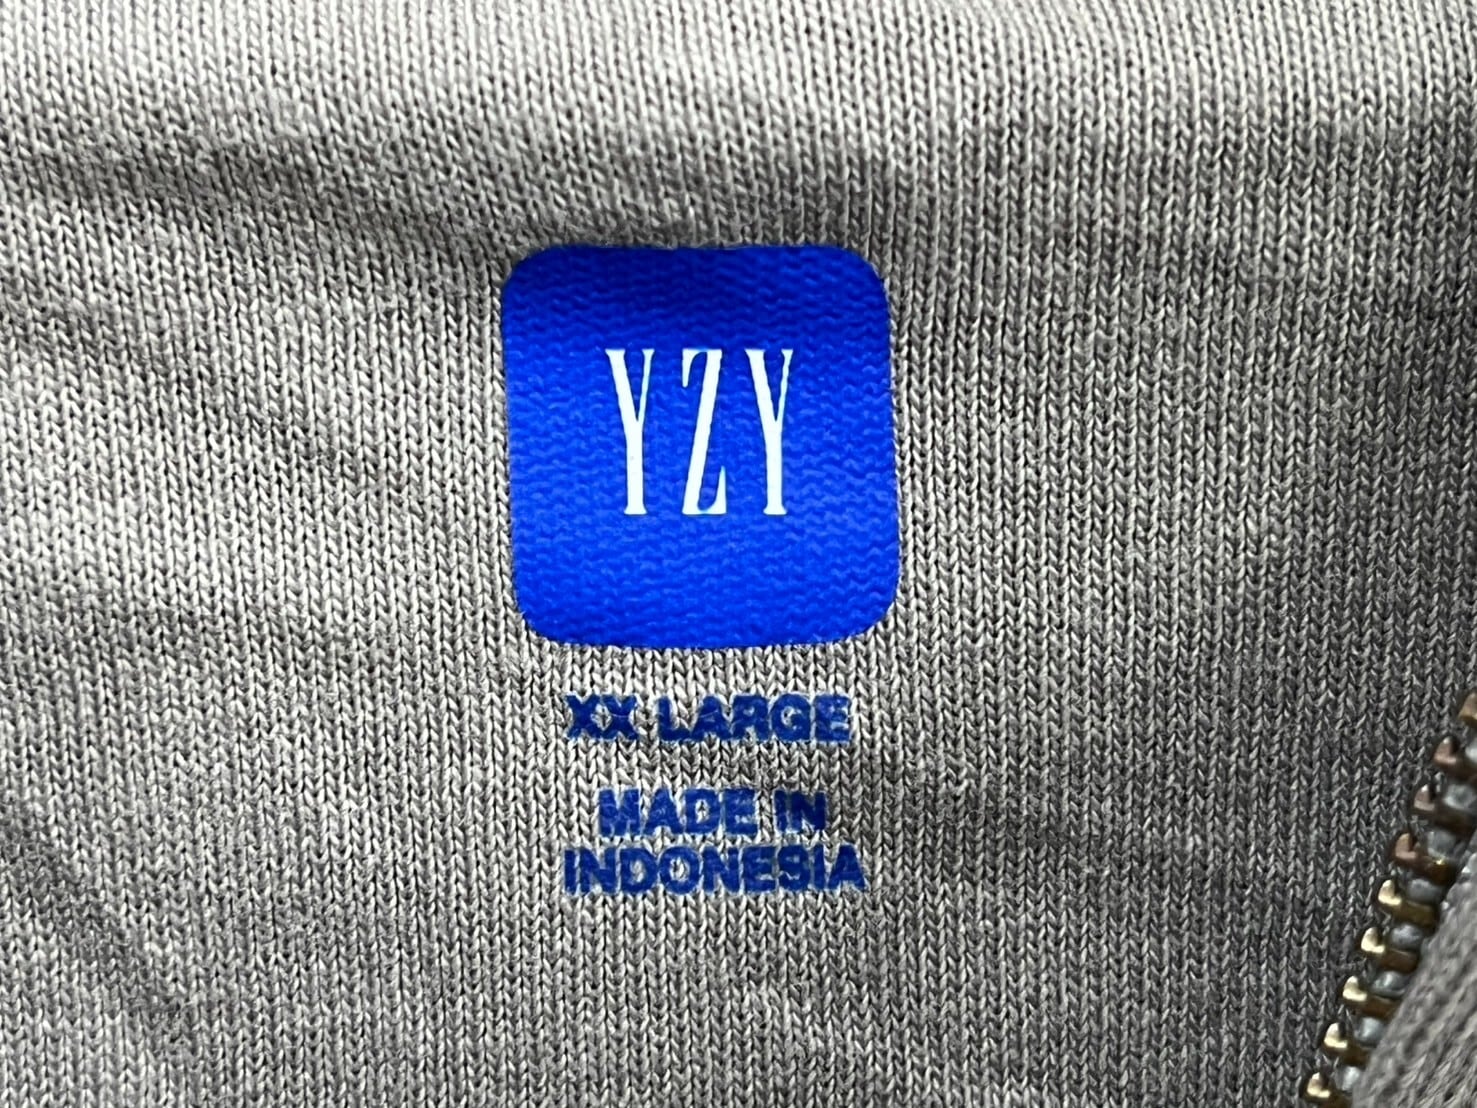 YZY
XX LARGE
MADE IN
INDONESIA